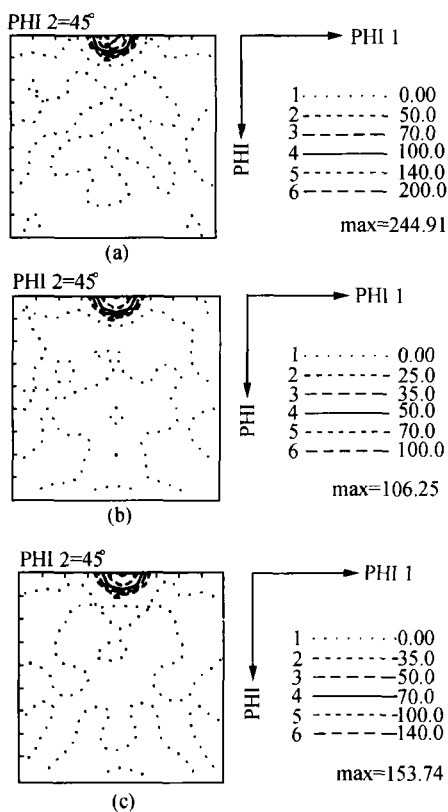 PHI 2=45°
PHI 1
PHI
1 0.00
2 50.0
3 70.0
4 100.0
5 140.0
6 200.0
max=244.91
(a)
PHI 2=45°
PHI 1
PHI
1 0.00
2 25.0
3 35.0
4 50.0
5 70.0
6 100.0
max=106.25
(b)
PHI 2=45°
PHI 1
PHI
1 0.00
2 35.0
3 50.0
4 70.0
5 100.0
6 140.0
max=153.74
(c)